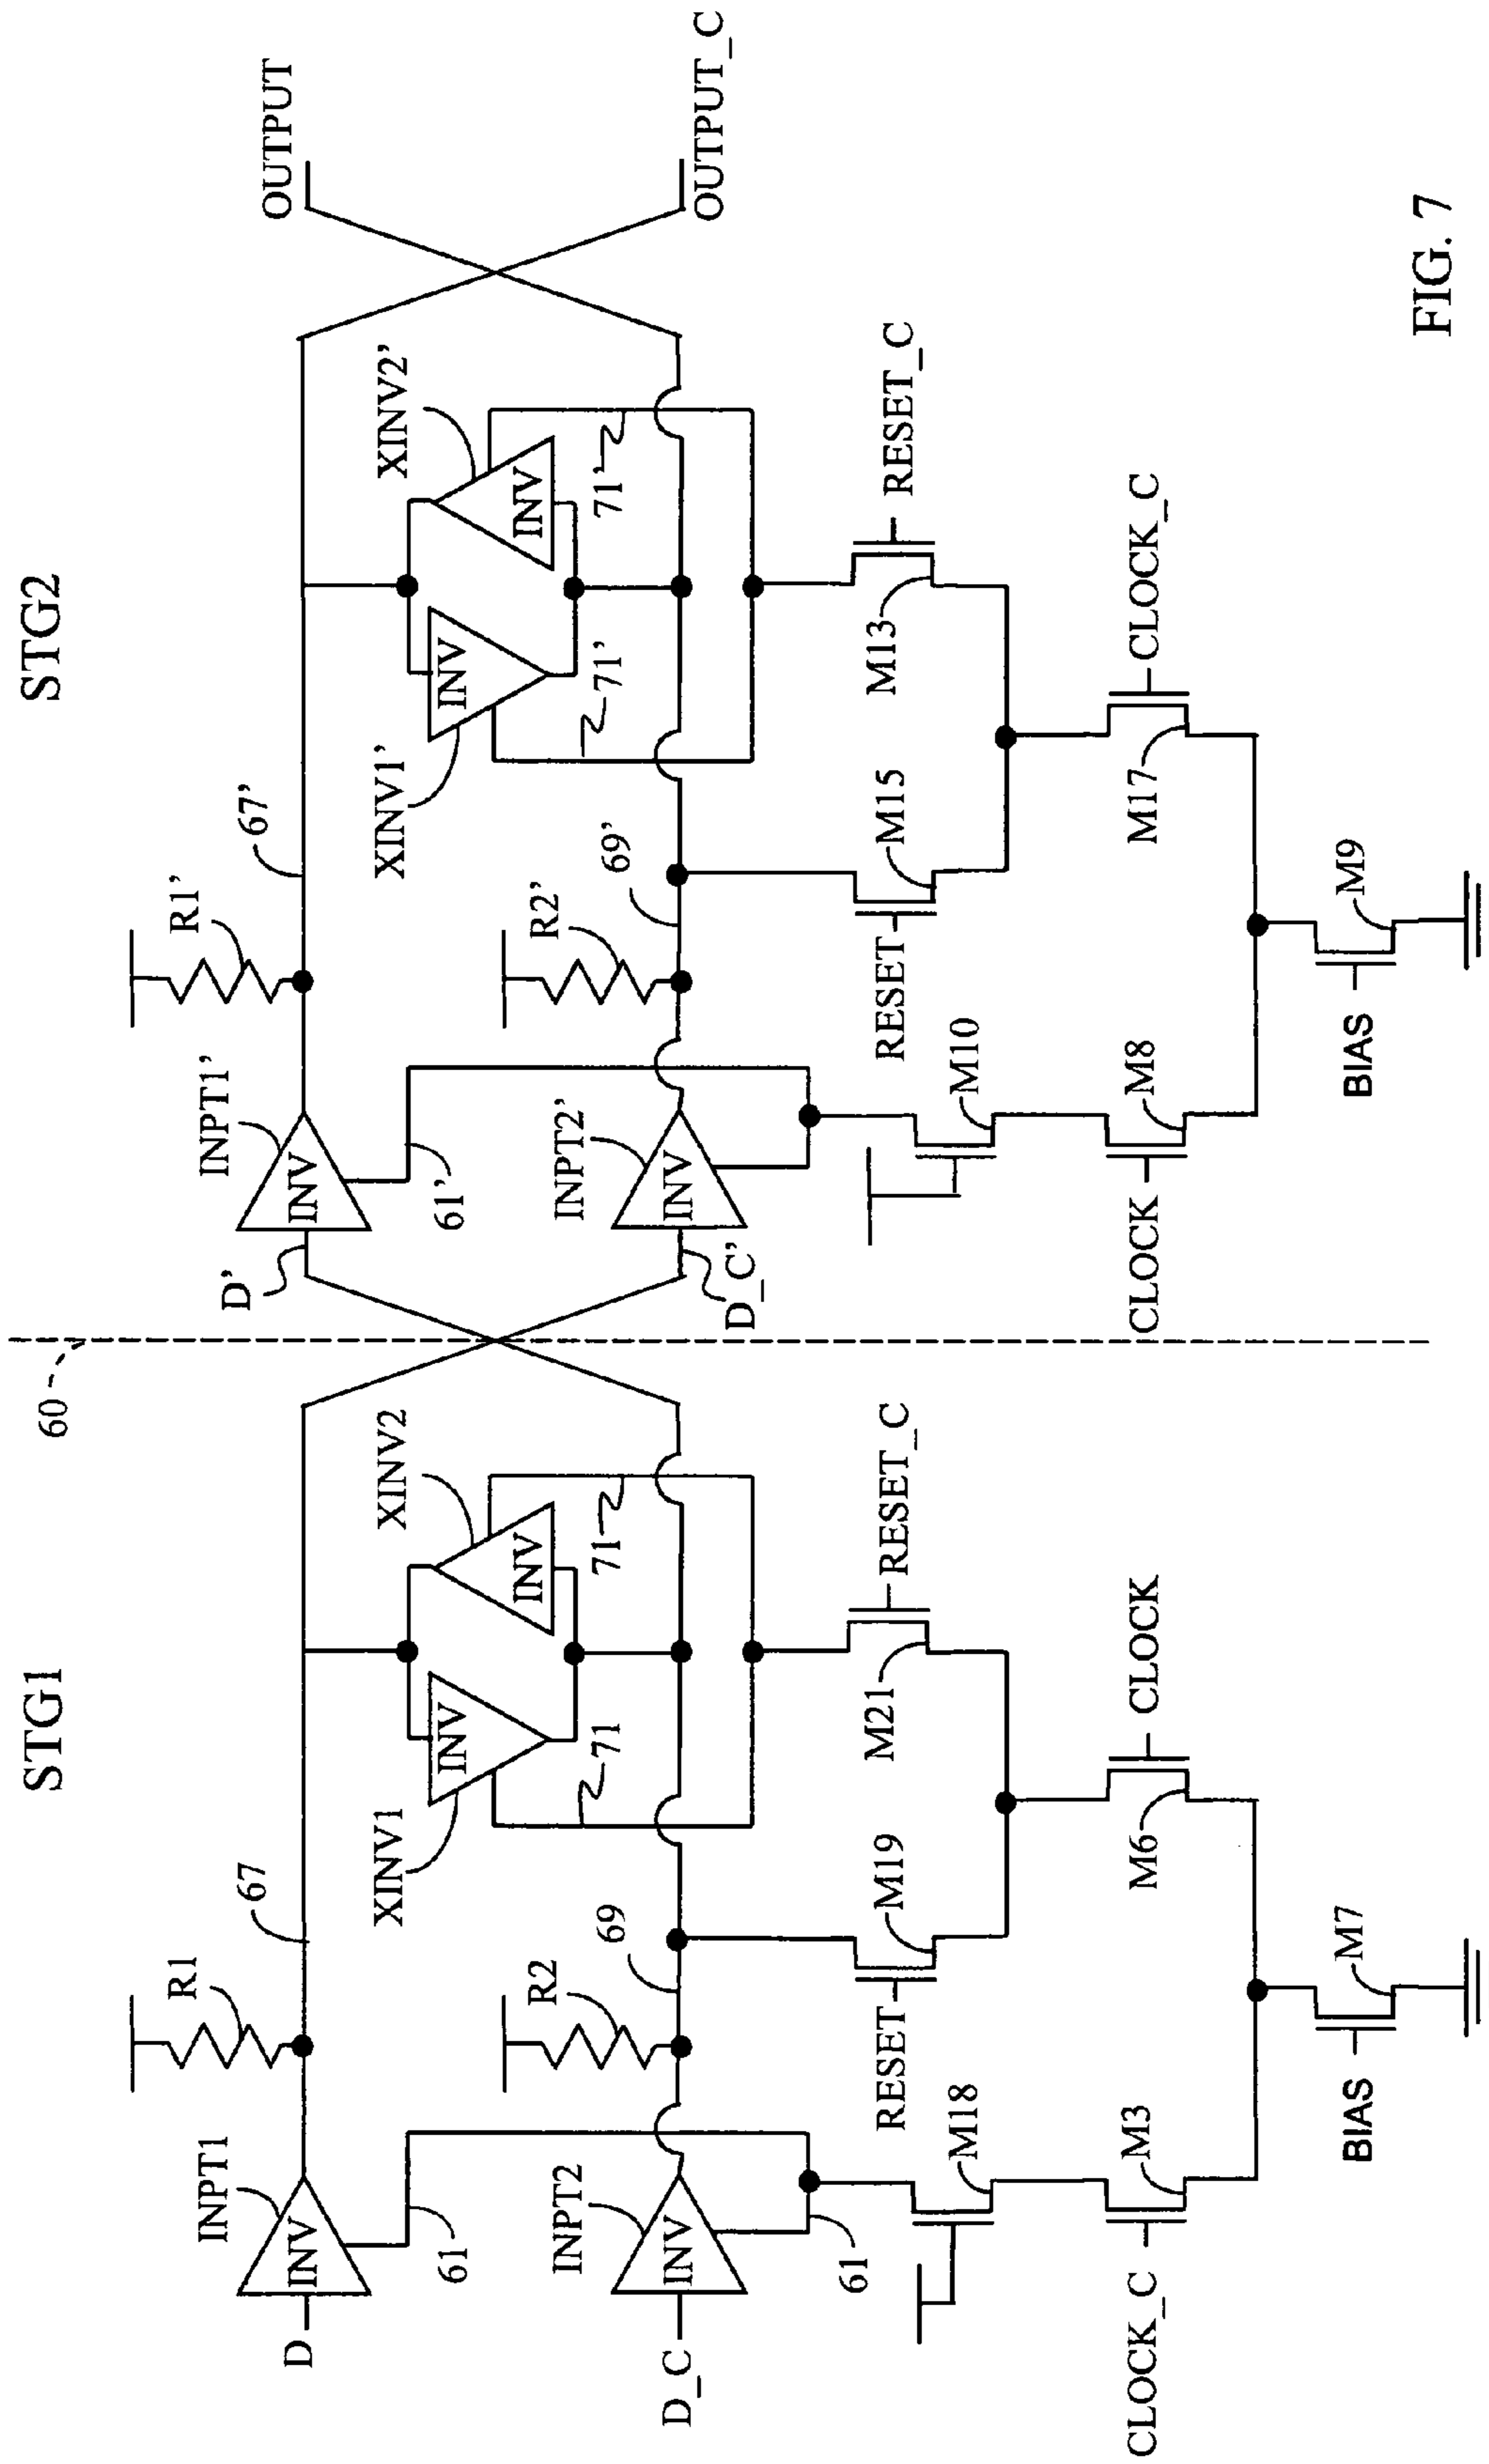 STG1
STG2
60
D
INPT1
INV
61
R1
67
XINV1
INV
XINV2
INV
71
71
D_C
INPT2
INV
61
R2
69
RESET
M19
M21
RESET_C
M18
CLOCK_C
M3
M6
CLOCK
BIAS
M7
D'
INPT1'
INV
61'
R1'
67'
XINV1'
INV
XINV2'
INV
71'
71'
OUTPUT
D_C'
INPT2'
INV
R2'
69'
OUTPUT_C
RESET
M15
M13
RESET_C
M10
CLOCK
M8
M17
CLOCK_C
BIAS
M9
FIG. 7